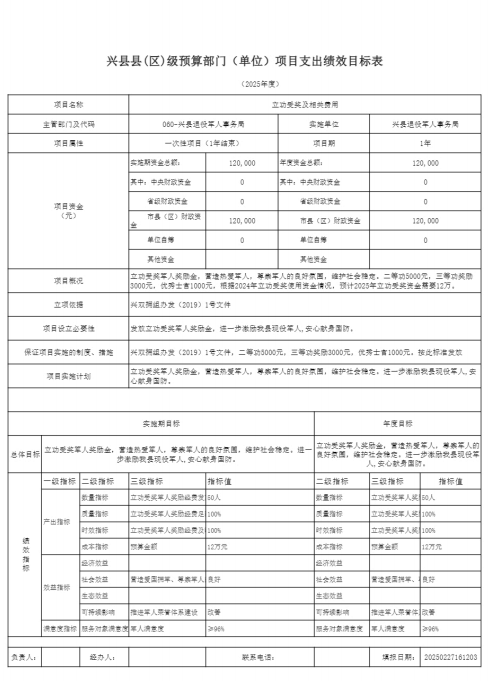 兴县县(区)级预算部门（单位）项目支出绩效目标表
（2025年度）
项目名称 立功受奖及相关费用
主管部门及代码 060-兴县退役军人事务局 实施单位 兴县退役军人事务局
项目属性 一次性项目（1年结束） 项目期 1年
项目资金（元） 实施期资金总额: 120,000 年度资金总额: 120,000
其中: 中央财政资金 0 其中: 中央财政资金 0
省级财政资金 0 省级财政资金 0
市县（区）财政资金 120,000 市县（区）财政资金 120,000
单位自筹 0 单位自筹 0
其他资金 其他资金
项目概况 立功受奖军人奖励金，营造热爱军人，尊崇军人的良好氛围，维护社会稳定。二等功5000元，三等功奖励
3000元，优秀士官1000元，根据2024年立功受奖使用资金情况，预计2025年立功受奖资金需要12万。
立项依据 兴双拥组办发（2019）1号文件
项目设立必要性 发放立功受奖军人奖励金，进一步激励我县现役军人,安心献身国防。
保证项目实施的制度、措施 兴双拥组办发（2019）1号文件，二等功5000元，三等功奖励3000元，优秀士官1000元。按此标准发放
项目实施计划 立功受奖军人奖励金，营造热爱军人，尊崇军人的良好氛围，维护社会稳定。进一步激励我县现役军人,安
心献身国防。
实施期目标 年度目标
总体目标 立功受奖军人奖励金，营造热爱军人，尊崇军人的良好氛围，维护社会稳定。进一
步激励我县现役军人,安心献身国防。
立功受奖军人奖励金，营造热爱军人，尊崇军人的
良好氛围，维护社会稳定。进一步激励我县现役军
人,安心献身国防。
绩效指标 一级指标 二级指标 三级指标 指标值 二级指标 三级指标 指标值
产出指标 数量指标 立功受奖军人奖励经费发 50人 数量指标 立功受奖军人奖 50人
质量指标 立功受奖军人奖励经费足 100% 质量指标 立功受奖军人奖 100%
时效指标 立功受奖军人奖励经费及 100% 时效指标 立功受奖军人奖 100%
成本指标 预算金额 12万元 成本指标 预算金额 12万元
效益指标 经济效益 经济效益
社会效益 营造爱国拥军、尊崇军人 良好 社会效益 营造爱国拥军、 良好
生态效益 生态效益
可持续影响 推进军人荣誉体系建设 改善 可持续影响 推进军人荣誉体 改善
满意度指标 服务对象满意度 军人满意度 ≥96% 服务对象满意度 军人满意度 ≥96%
负责人: 经办人: 联系电话: 填报日期: 20250227161203